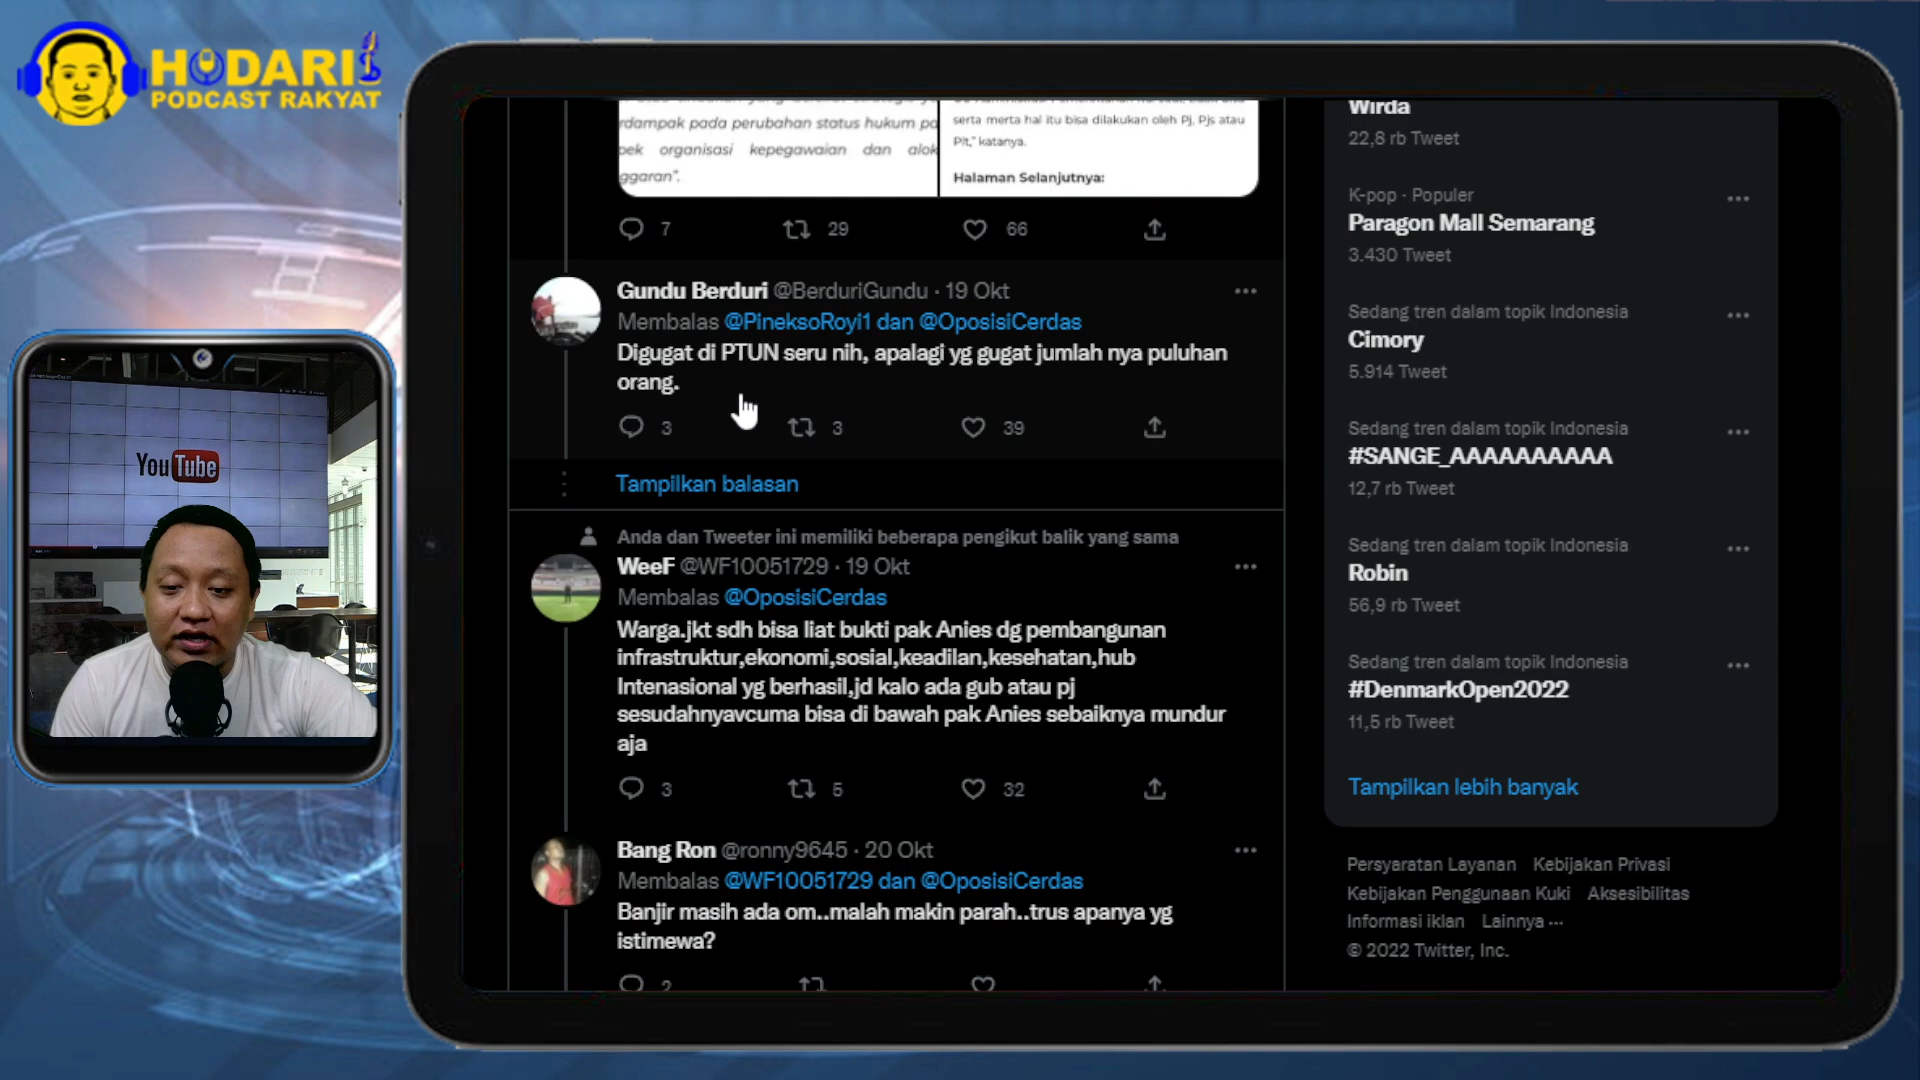 HODARI
PODCAST RAKYAT
YouTube
rdampak pada perubahan status hukum pa
pek organisasi kepegawaian dan alok
ggaran".
serta merta hal itu bisa dilakukan oleh Pj, Pjs atau
Plt," katanya.
Halaman Selanjutnya:
7 29 66
Gundu Berduri @BerduriGundu · 19 Okt
Membalas @PineksoRoyi1 dan @OposisiCerdas
Digugat di PTUN seru nih, apalagi yg gugat jumlah nya puluhan
orang.
3 3 39
Tampilkan balasan
Anda dan Tweeter ini memiliki beberapa pengikut balik yang sama
WeeF @WF10051729 · 19 Okt
Membalas @OposisiCerdas
Warga.jkt sdh bisa liat bukti pak Anies dg pembangunan
infrastruktur,ekonomi,sosial,keadilan,kesehatan,hub
Intenasional yg berhasil,jd kalo ada gub atau pj
sesudahnyavcuma bisa di bawah pak Anies sebaiknya mundur
aja
3 5 32
Bang Ron @ronny9645 · 20 Okt
Membalas @WF10051729 dan @OposisiCerdas
Banjir masih ada om..malah makin parah..trus apanya yg
istimewa?
2
Wirda
22,8 rb Tweet
K-pop · Populer
Paragon Mall Semarang
3.430 Tweet
Sedang tren dalam topik Indonesia
Cimory
5.914 Tweet
Sedang tren dalam topik Indonesia
#SANGE_AAAAAAAAAA
12,7 rb Tweet
Sedang tren dalam topik Indonesia
Robin
56,9 rb Tweet
Sedang tren dalam topik Indonesia
#DenmarkOpen2022
11,5 rb Tweet
Tampilkan lebih banyak
Persyaratan Layanan Kebijakan Privasi
Kebijakan Penggunaan Kuki Aksesibilitas
Informasi iklan Lainnya ···
© 2022 Twitter, Inc.